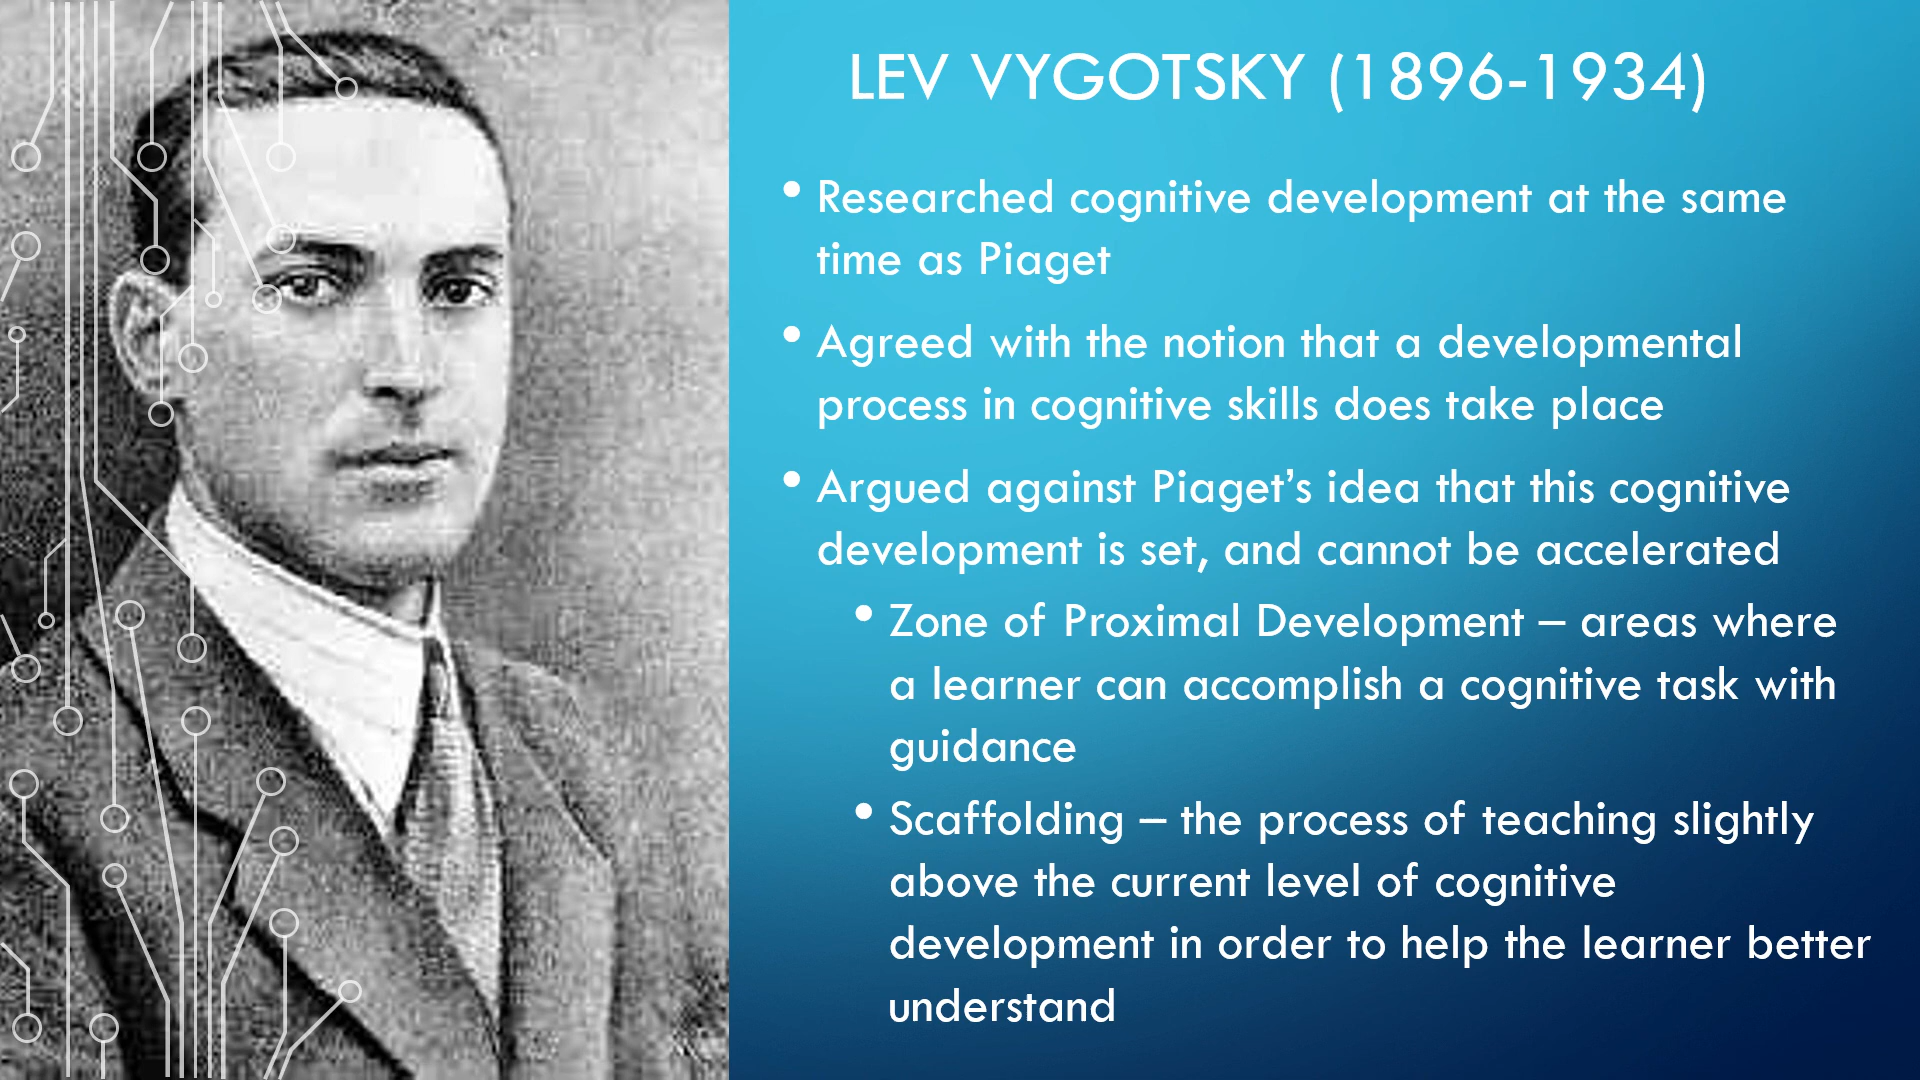 LEV VYGOTSKY (1896-1934)
• Researched cognitive development at the same
time as Piaget
• Agreed with the notion that a developmental
process in cognitive skills does take place
• Argued against Piaget’s idea that this cognitive
development is set, and cannot be accelerated
• Zone of Proximal Development – areas where
a learner can accomplish a cognitive task with
guidance
• Scaffolding – the process of teaching slightly
above the current level of cognitive
development in order to help the learner better
understand